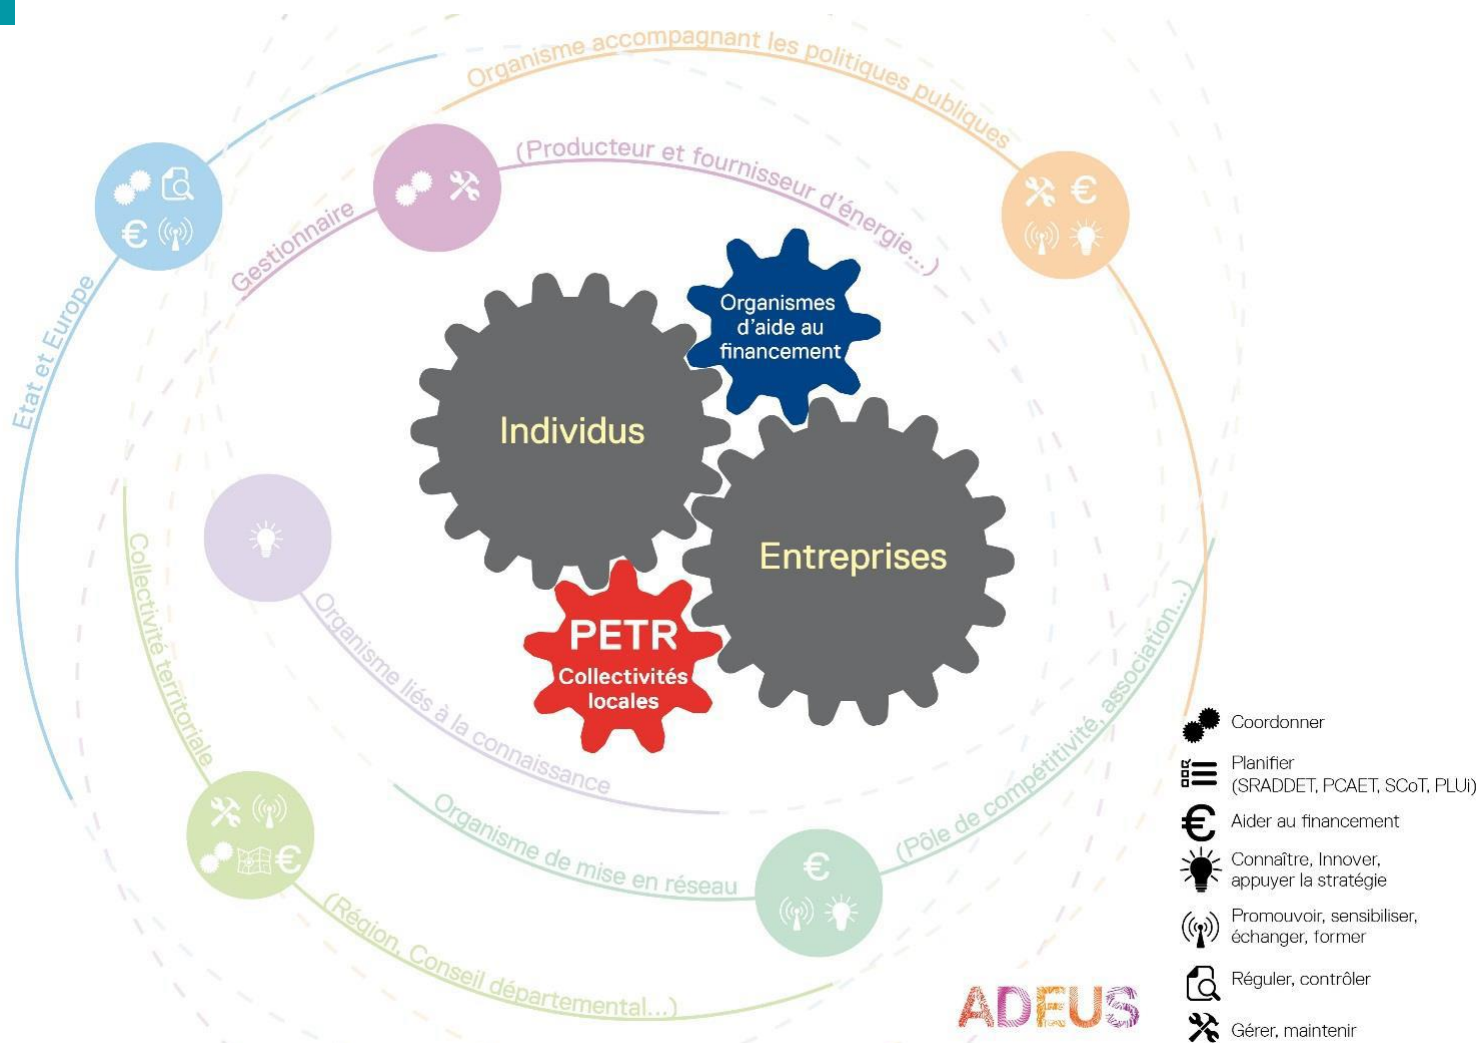 Organisme accompagnant les politiques publiques
(Producteur et fournisseur d'énergie...)
Gestionnaire
Etat et Europe
Organismes
d'aide au
financement
Individus
Entreprises
PETR
Collectivités
locales
Collectivité territoriale
Organisme liés à la connaissance
Organisme de mise en réseau
(Pôle de compétitivité, association...)
(Région, Conseil départemental...)
Coordonner
Planifier
(SRADDET, PCAET, SCoT, PLUi)
Aider au financement
Connaître, Innover,
appuyer la stratégie
Promouvoir, sensibiliser,
échanger, former
Réguler, contrôler
Gérer, maintenir
ADEUS